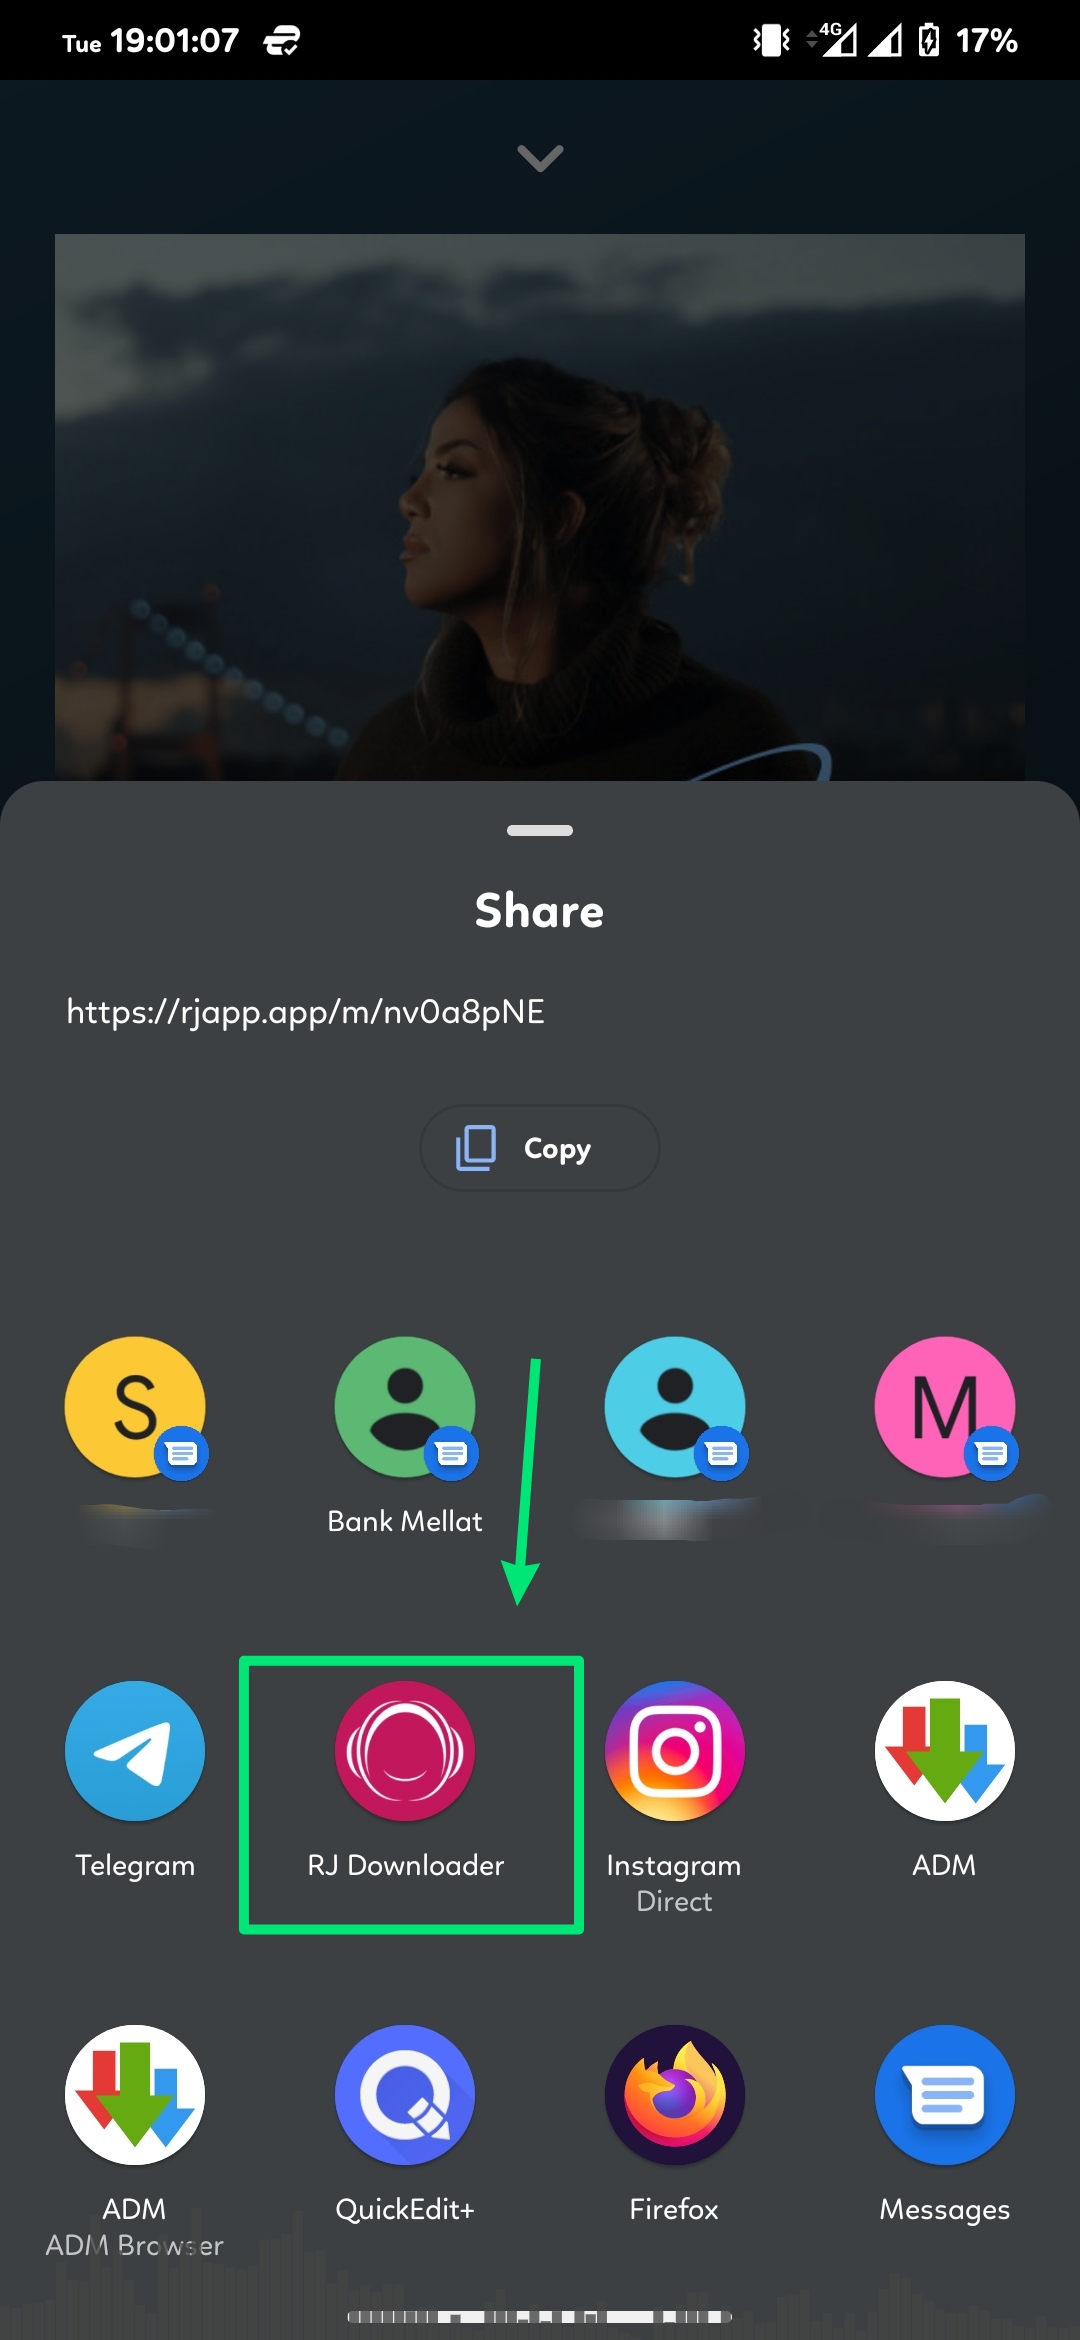 Tue 19:01:07
4G
17%
Share
https://rjapp.app/m/nv0a8pNE
Copy
S
M
Bank Mellat
Telegram
RJ Downloader
Instagram
Direct
ADM
ADM
ADM Browser
QuickEdit+
Firefox
Messages